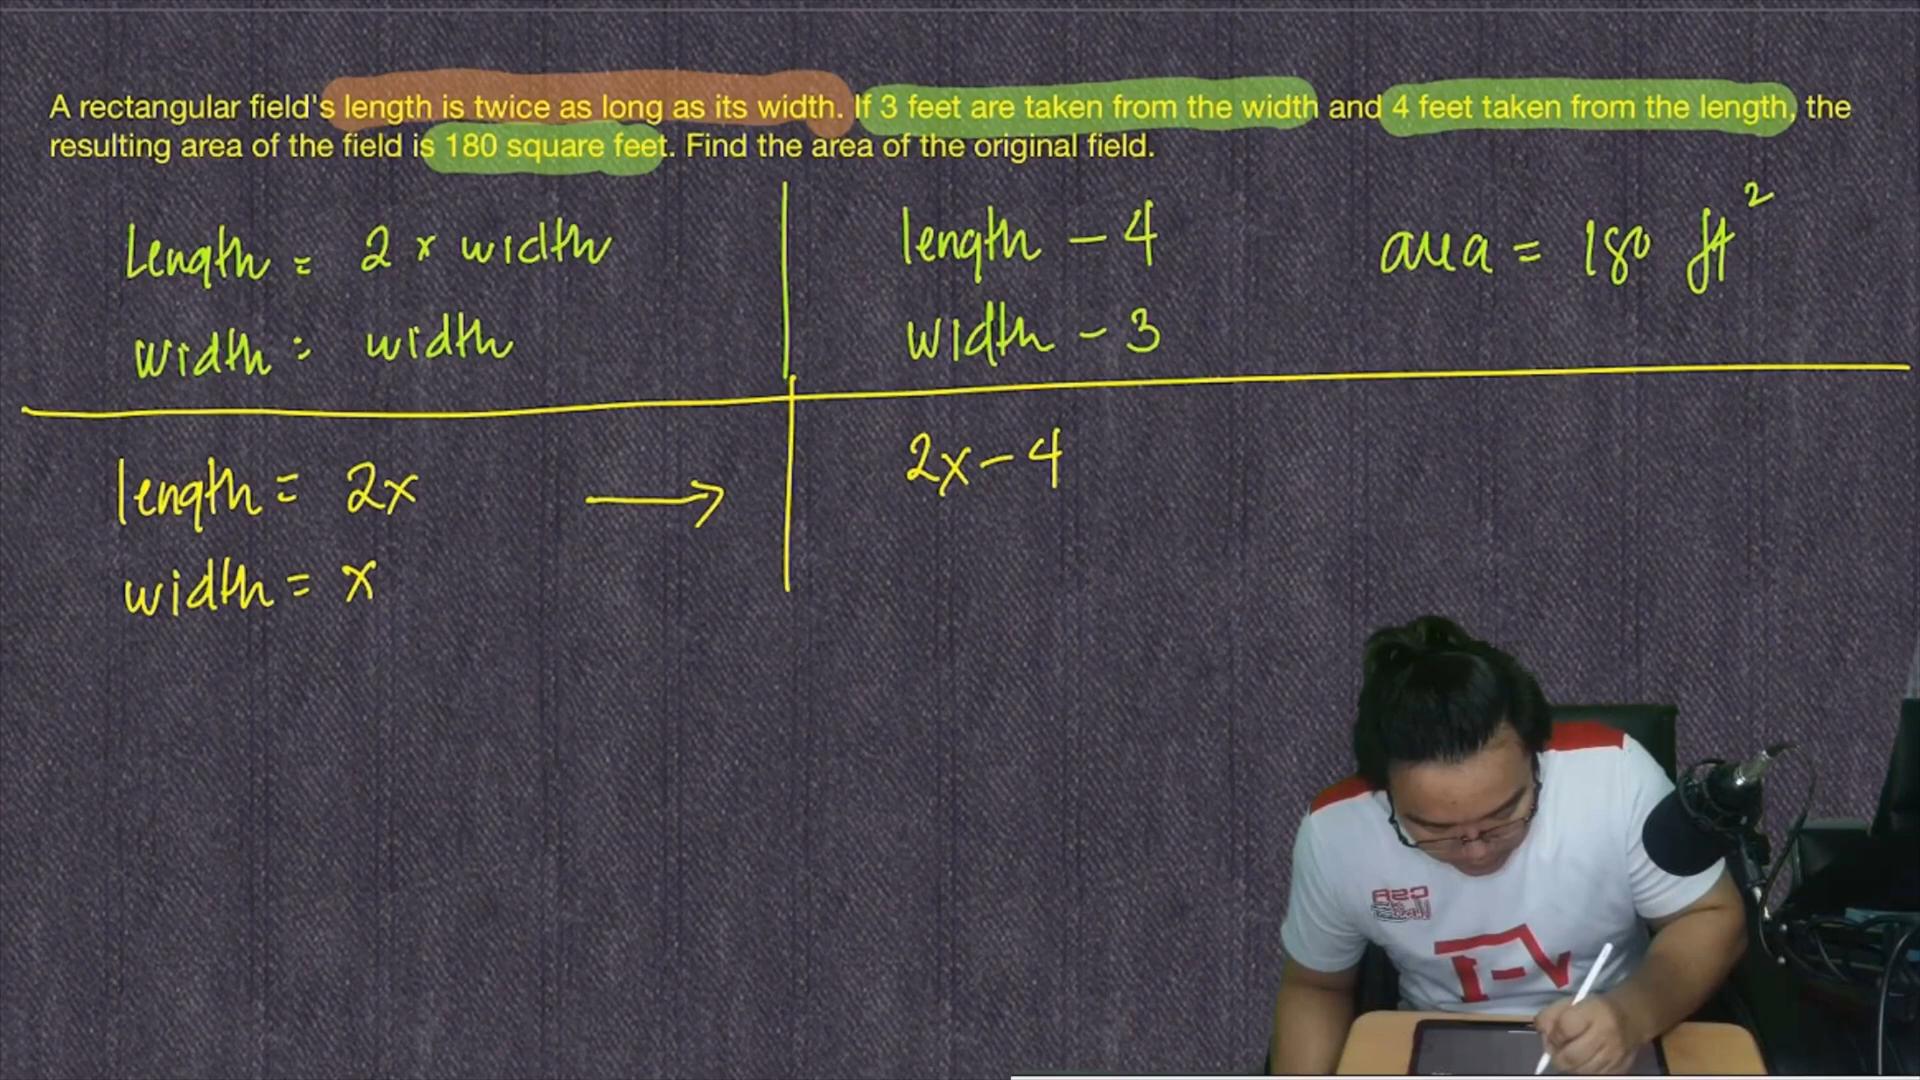 A rectangular field's length is twice as long as its width. If 3 feet are taken from the width and 4 feet taken from the length, the
resulting area of the field is 180 square feet. Find the area of the original field.
Length = 2 x width
width = width
length - 4
width - 3
area = 180 ft²
length = 2x
width = x
→
2x - 4